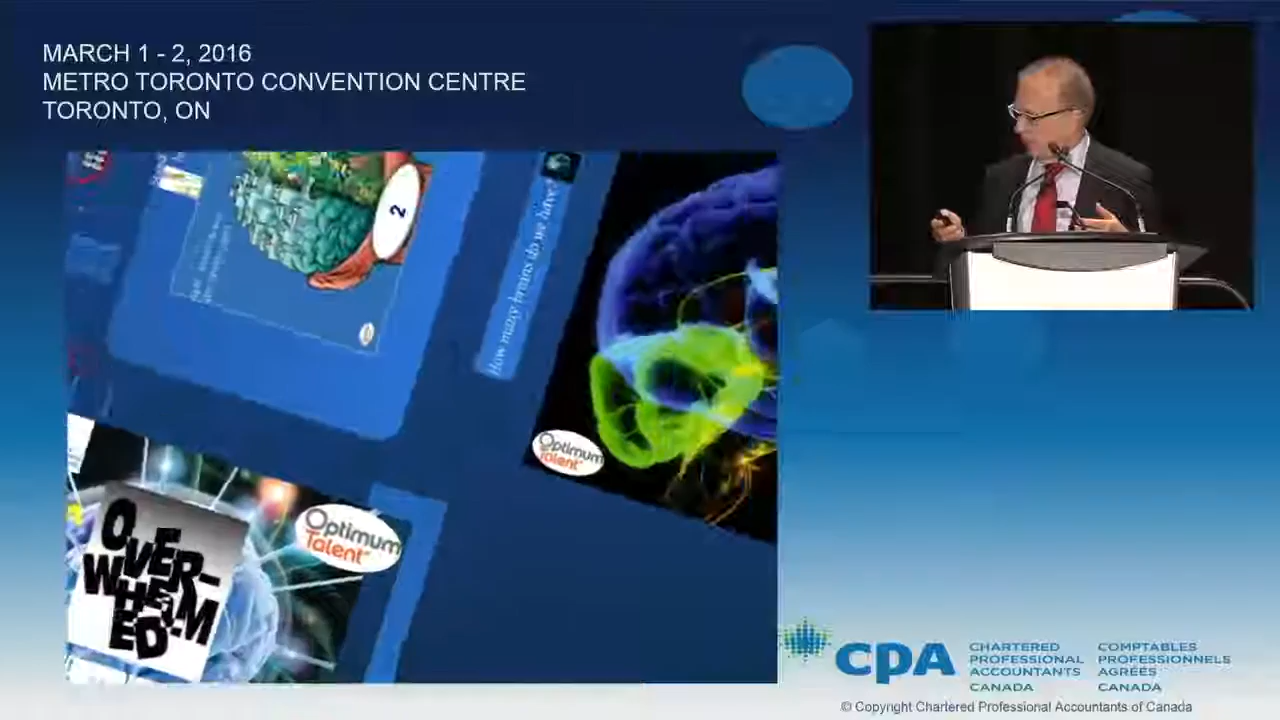 MARCH 1 - 2, 2016
METRO TORONTO CONVENTION CENTRE
TORONTO, ON
2
How many brains do we have?
Optimum
Talent
OVER-
WHELM
ED
Optimum
Talent
CPA
CHARTERED
PROFESSIONAL
ACCOUNTANTS
CANADA
COMPTABLES
PROFESSIONNELS
AGRÉÉS
CANADA
© Copyright Chartered Professional Accountants of Canada